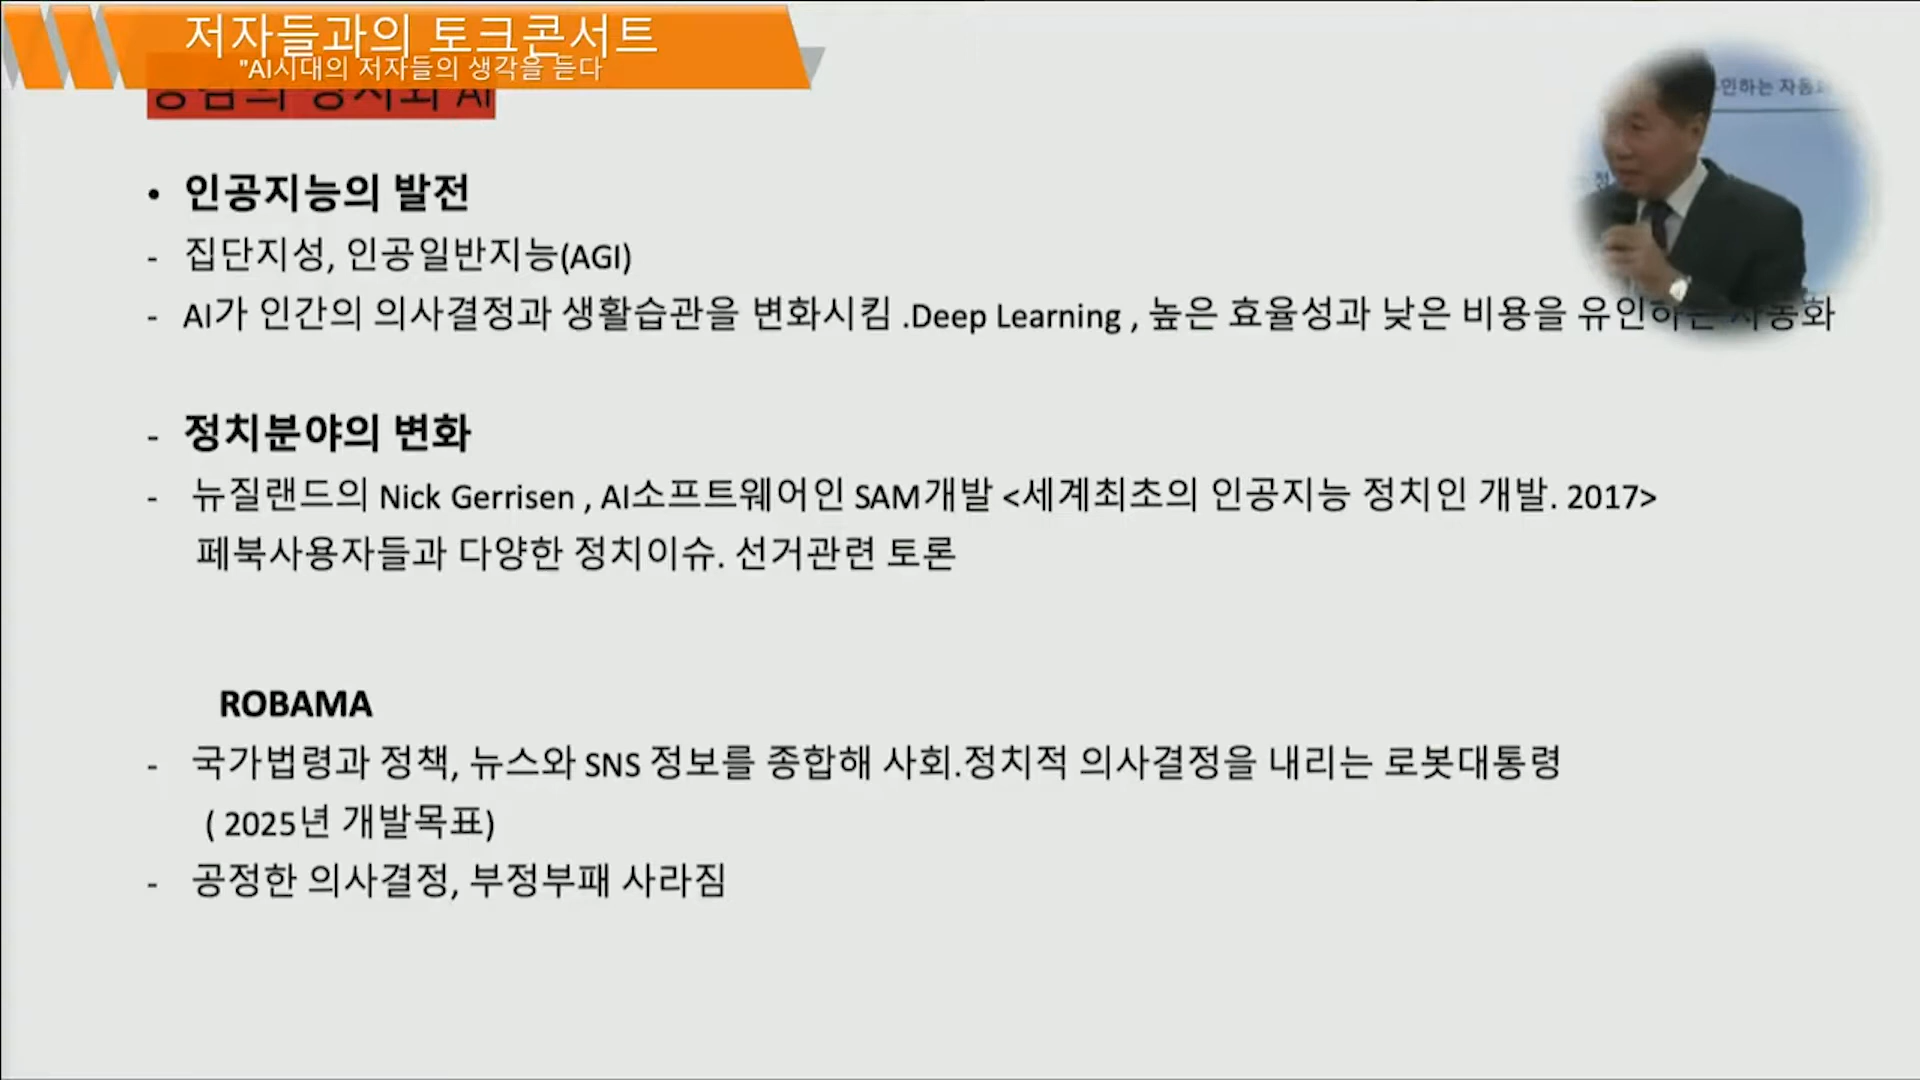 저자들과의 토크콘서트
"AI시대의 저자들의 생각을 듣다
AI
• 인공지능의 발전
- 집단지성, 인공일반지능(AGI)
- AI가 인간의 의사결정과 생활습관을 변화시킴 .Deep Learning , 높은 효율성과 낮은 비용을 유인하는 자동화
- 정치분야의 변화
- 뉴질랜드의 Nick Gerrisen , AI소프트웨어인 SAM개발 <세계최초의 인공지능 정치인 개발. 2017>
페북사용자들과 다양한 정치이슈. 선거관련 토론
ROBAMA
- 국가법령과 정책, 뉴스와 SNS 정보를 종합해 사회.정치적 의사결정을 내리는 로봇대통령
( 2025년 개발목표)
- 공정한 의사결정, 부정부패 사라짐